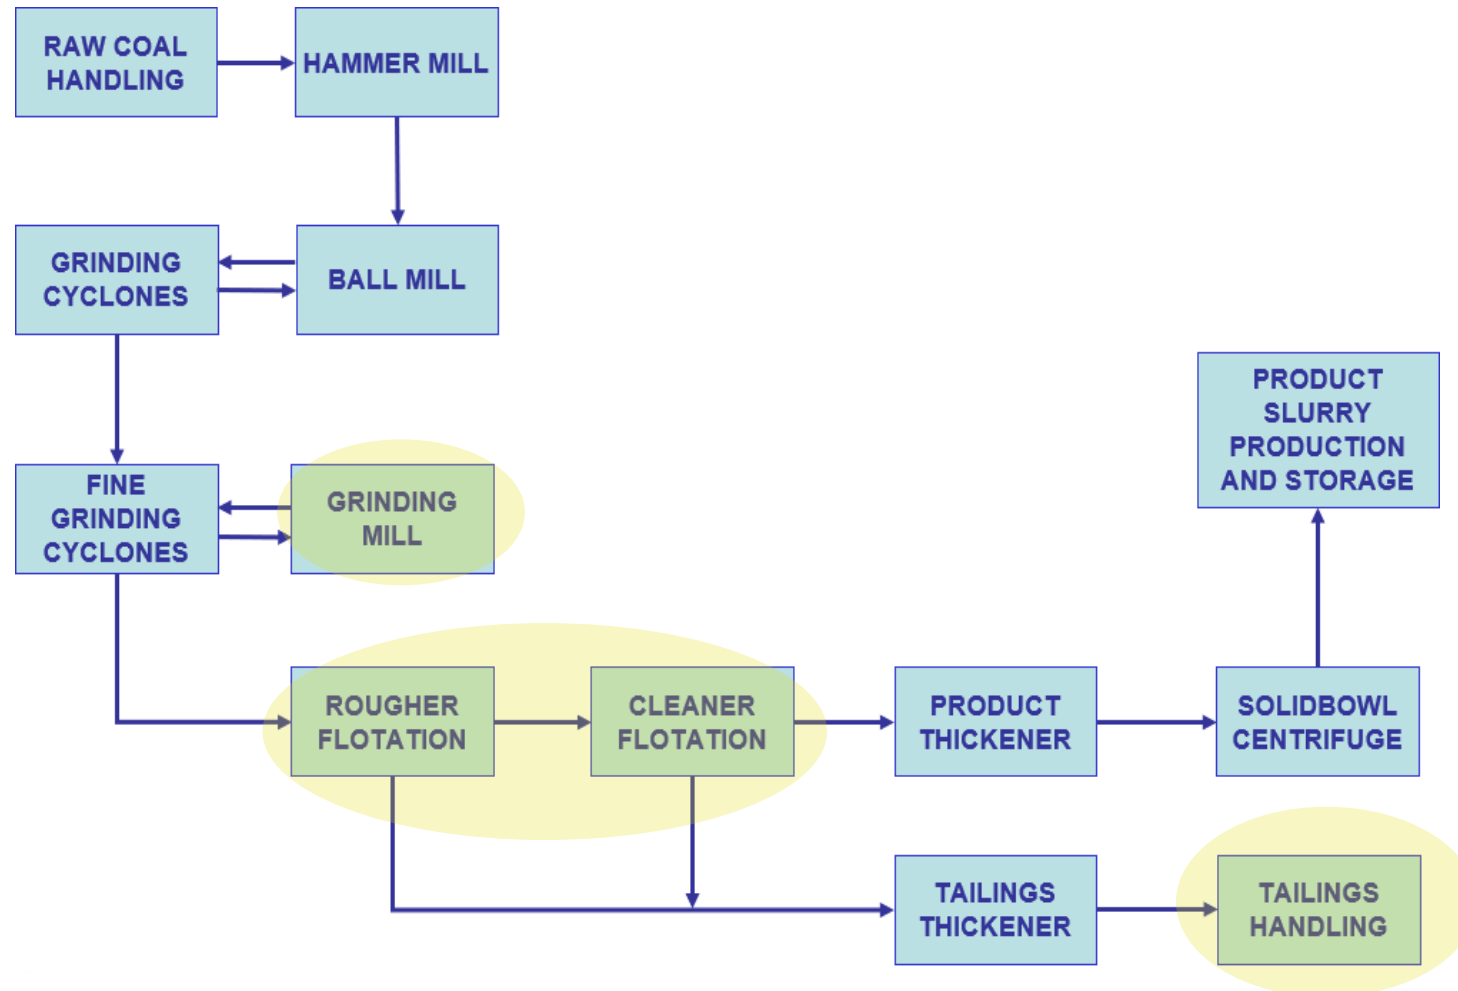 RAW COAL
HANDLING
HAMMER MILL
GRINDING
CYCLONES
BALL MILL
PRODUCT
SLURRY
PRODUCTION
AND STORAGE
FINE
GRINDING
CYCLONES
GRINDING
MILL
ROUGHER
FLOTATION
CLEANER
FLOTATION
PRODUCT
THICKENER
SOLIDBOWL
CENTRIFUGE
TAILINGS
THICKENER
TAILINGS
HANDLING